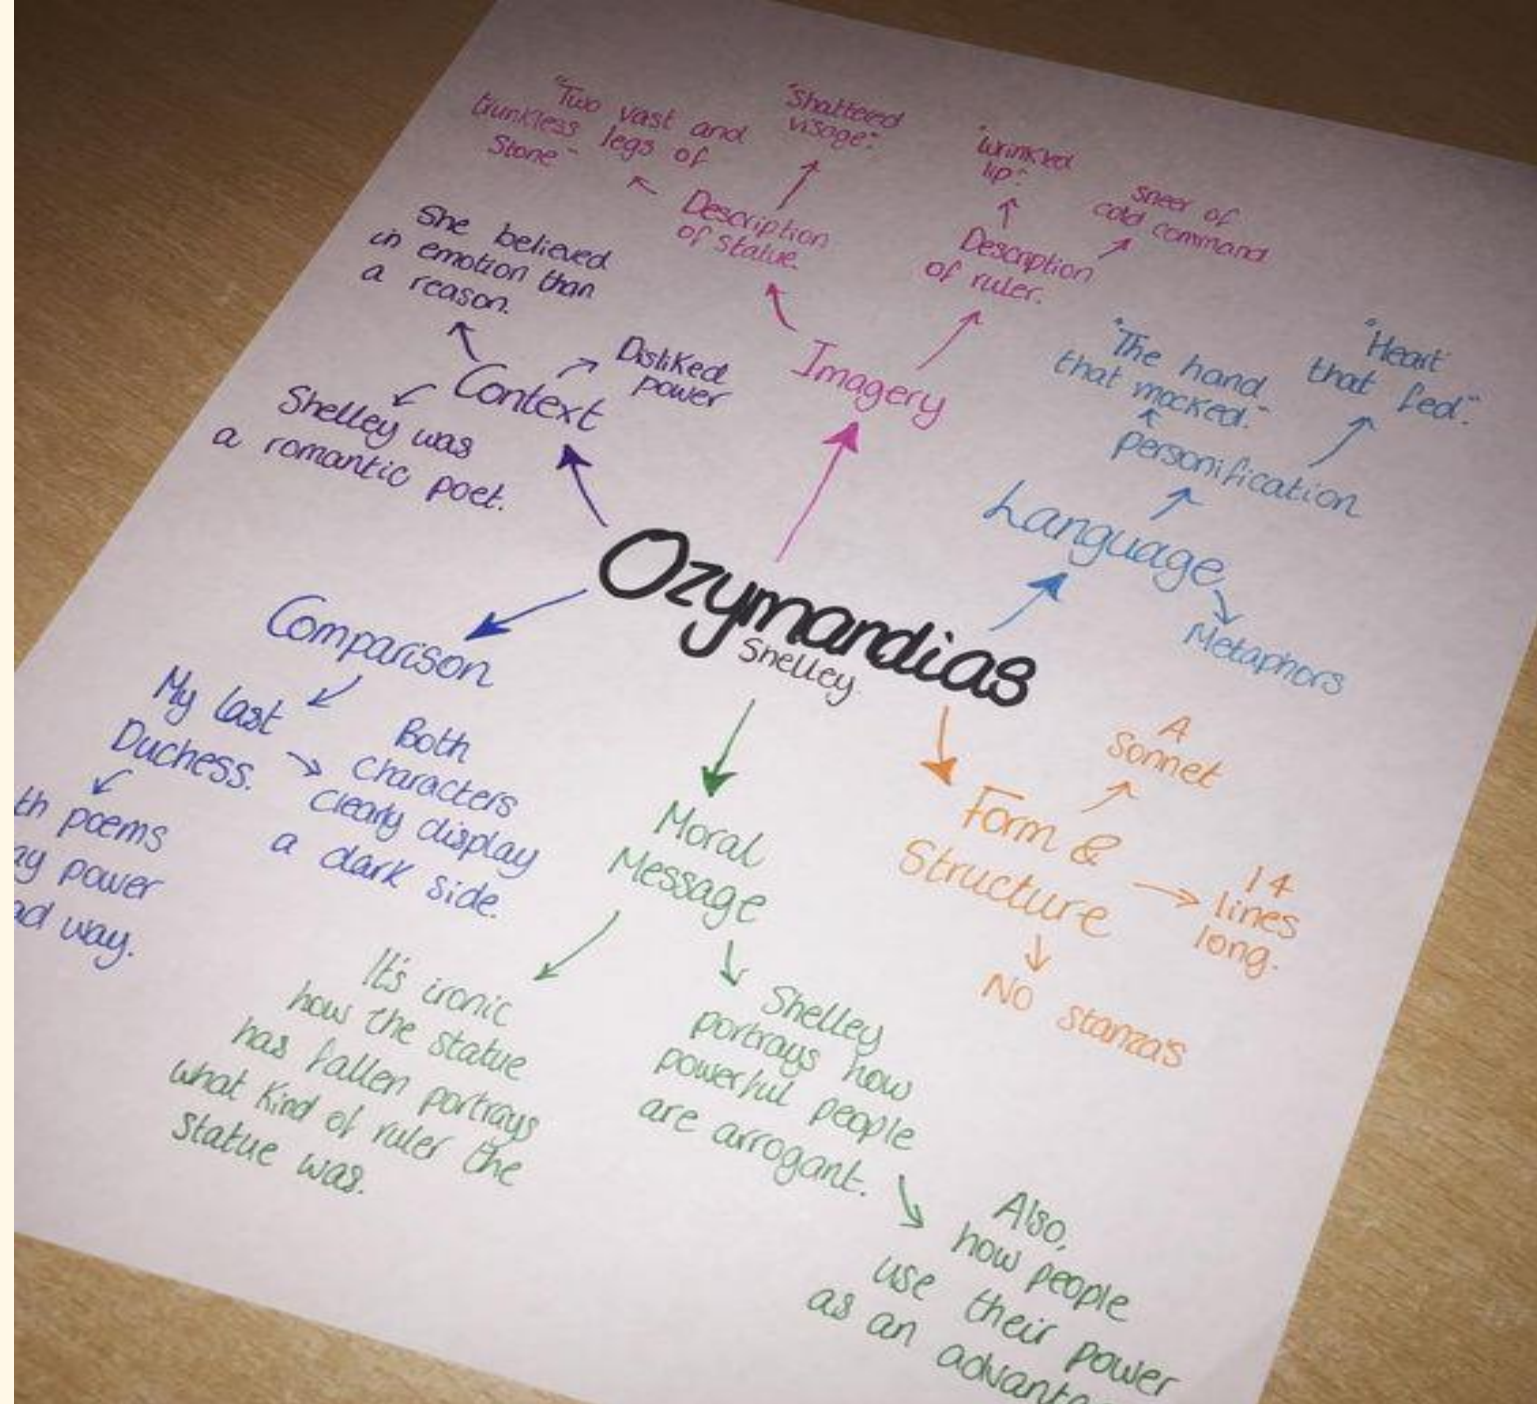 Ozymandias
Shelley
Context
She believed
in emotion than
a reason.
Disliked
power
Shelley was
a romantic poet.
Imagery
Description
of statue.
"Two vast and
trunkless legs of
Stone"
"Shattered
visage".
Description
of ruler.
"wrinkled
lip".
sneer of
cold command
Language
personification
"The hand
that mocked."
"Heart
that fed".
Metaphors
Form &
Structure
A
Sonnet
14
lines
long.
NO stanza's
Moral
Message
It's ironic
how the statue
has fallen portrays
what kind of ruler the
statue was.
Shelley
portrays how
powerful people
are arrogant.
Also,
how people
use their power
as an
Comparison
My last
Duchess.
Both
characters
clearly display
a dark side.
poems
power
way.